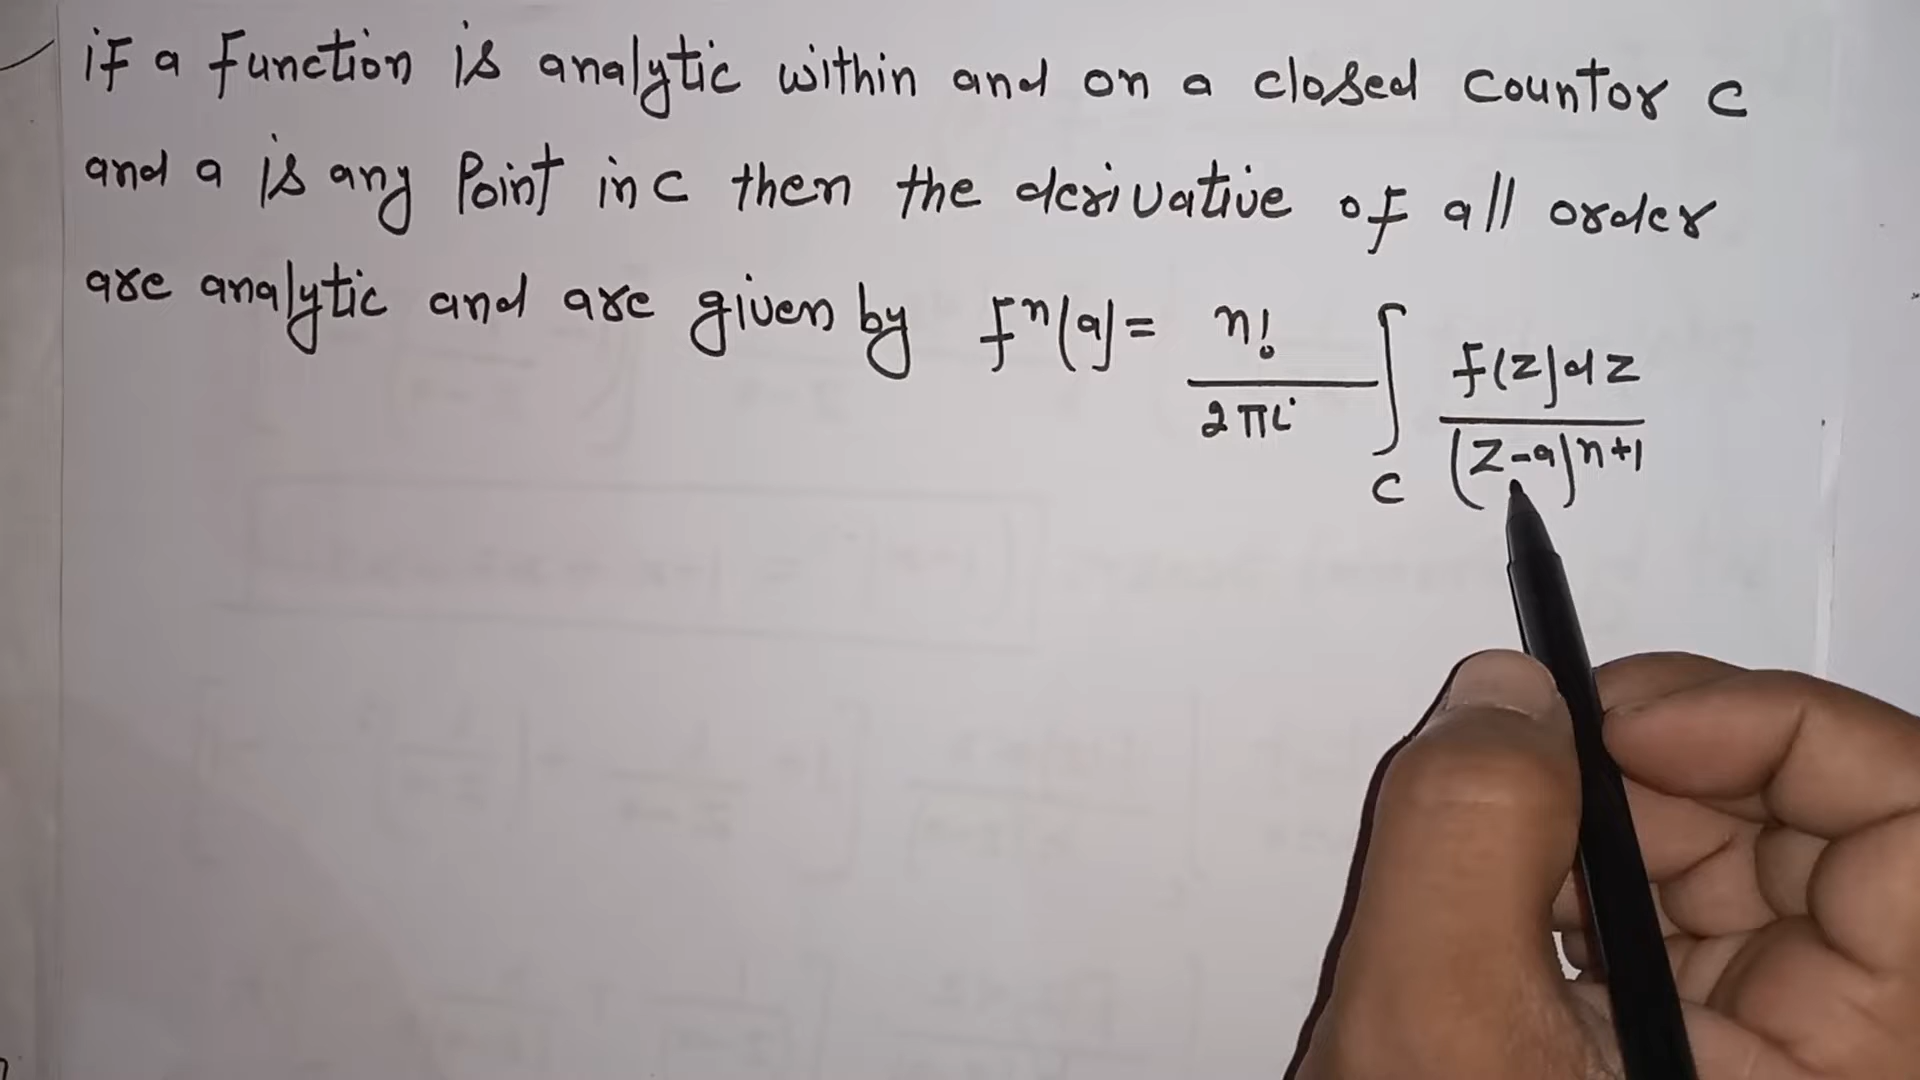 if a function is analytic within and on a closed countor c
and a is any Point in c then the derivative of all order
are analytic and are given by fⁿ(a) = n!/2πi ∫_C f(z)dz/(z-a)ⁿ⁺¹